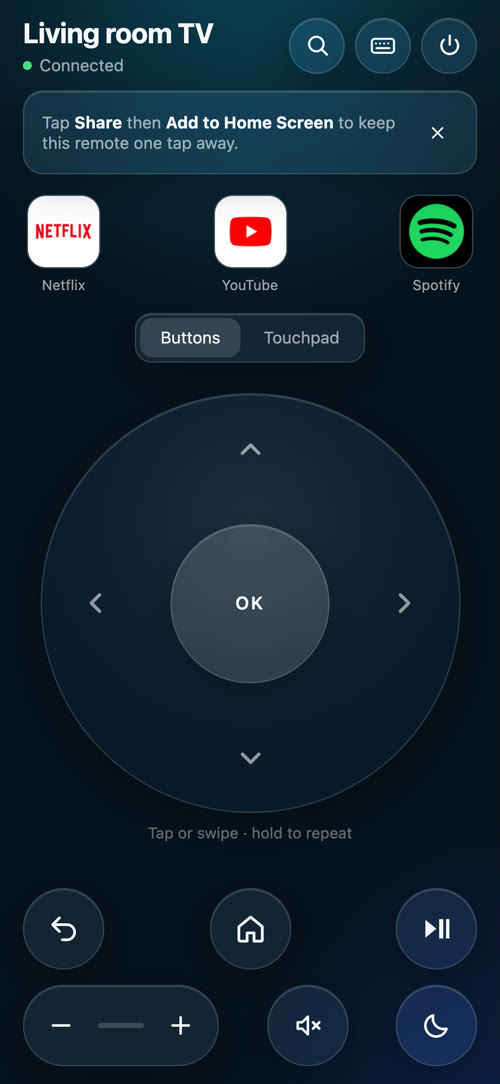 Living room TV
Connected
Tap Share then Add to Home Screen to keep
this remote one tap away.
NETFLIX
Netflix
YouTube
Spotify
Buttons
Touchpad
OK
Tap or swipe · hold to repeat